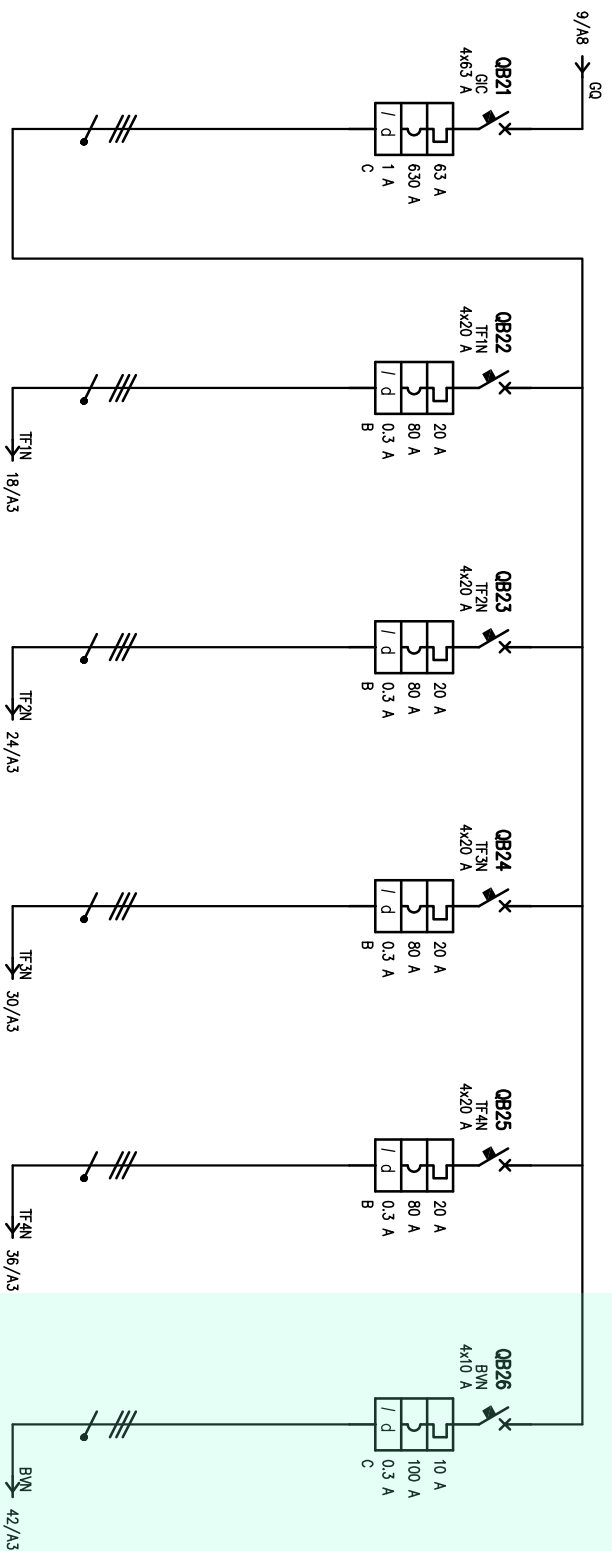 9/A8
GQ
QB21
GIC
4x63 A
63 A
630 A
I d
1 A
C
QB22
TF1N
4x20 A
20 A
80 A
I d
0.3 A
B
TF1N
18/A3
QB23
TF2N
4x20 A
20 A
80 A
I d
0.3 A
B
TF2N
24/A3
QB24
TF3N
4x20 A
20 A
80 A
I d
0.3 A
B
TF3N
30/A3
QB25
TF4N
4x20 A
20 A
80 A
I d
0.3 A
B
TF4N
36/A3
QB26
BVN
4x10 A
10 A
100 A
I d
0.3 A
C
BVN
42/A3